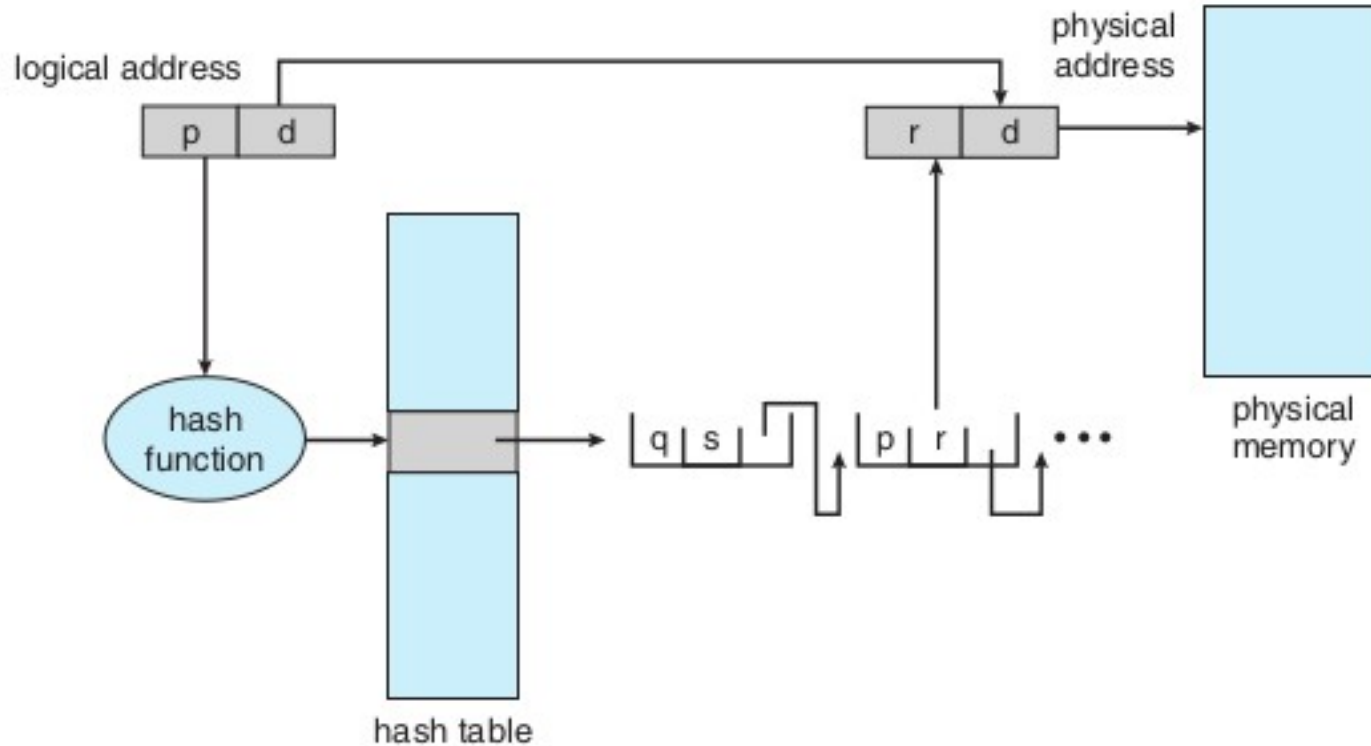 physical
address
logical address
p d
r d
hash
function
q s
p r
•••
physical
memory
hash table